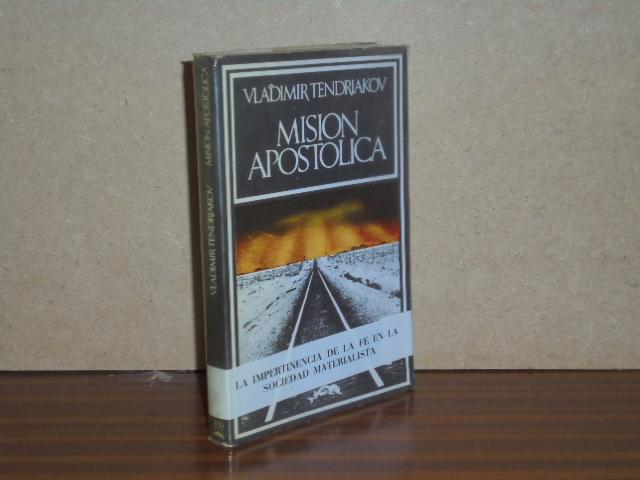 VLADIMIR TENDRIAKOV
MISION
APOSTOLICA
LA IMPERTINENCIA DE LA FE EN LA
SOCIEDAD MATERIALISTA
VLADIMIR TENDRIAKOV MISION APOSTOLICA